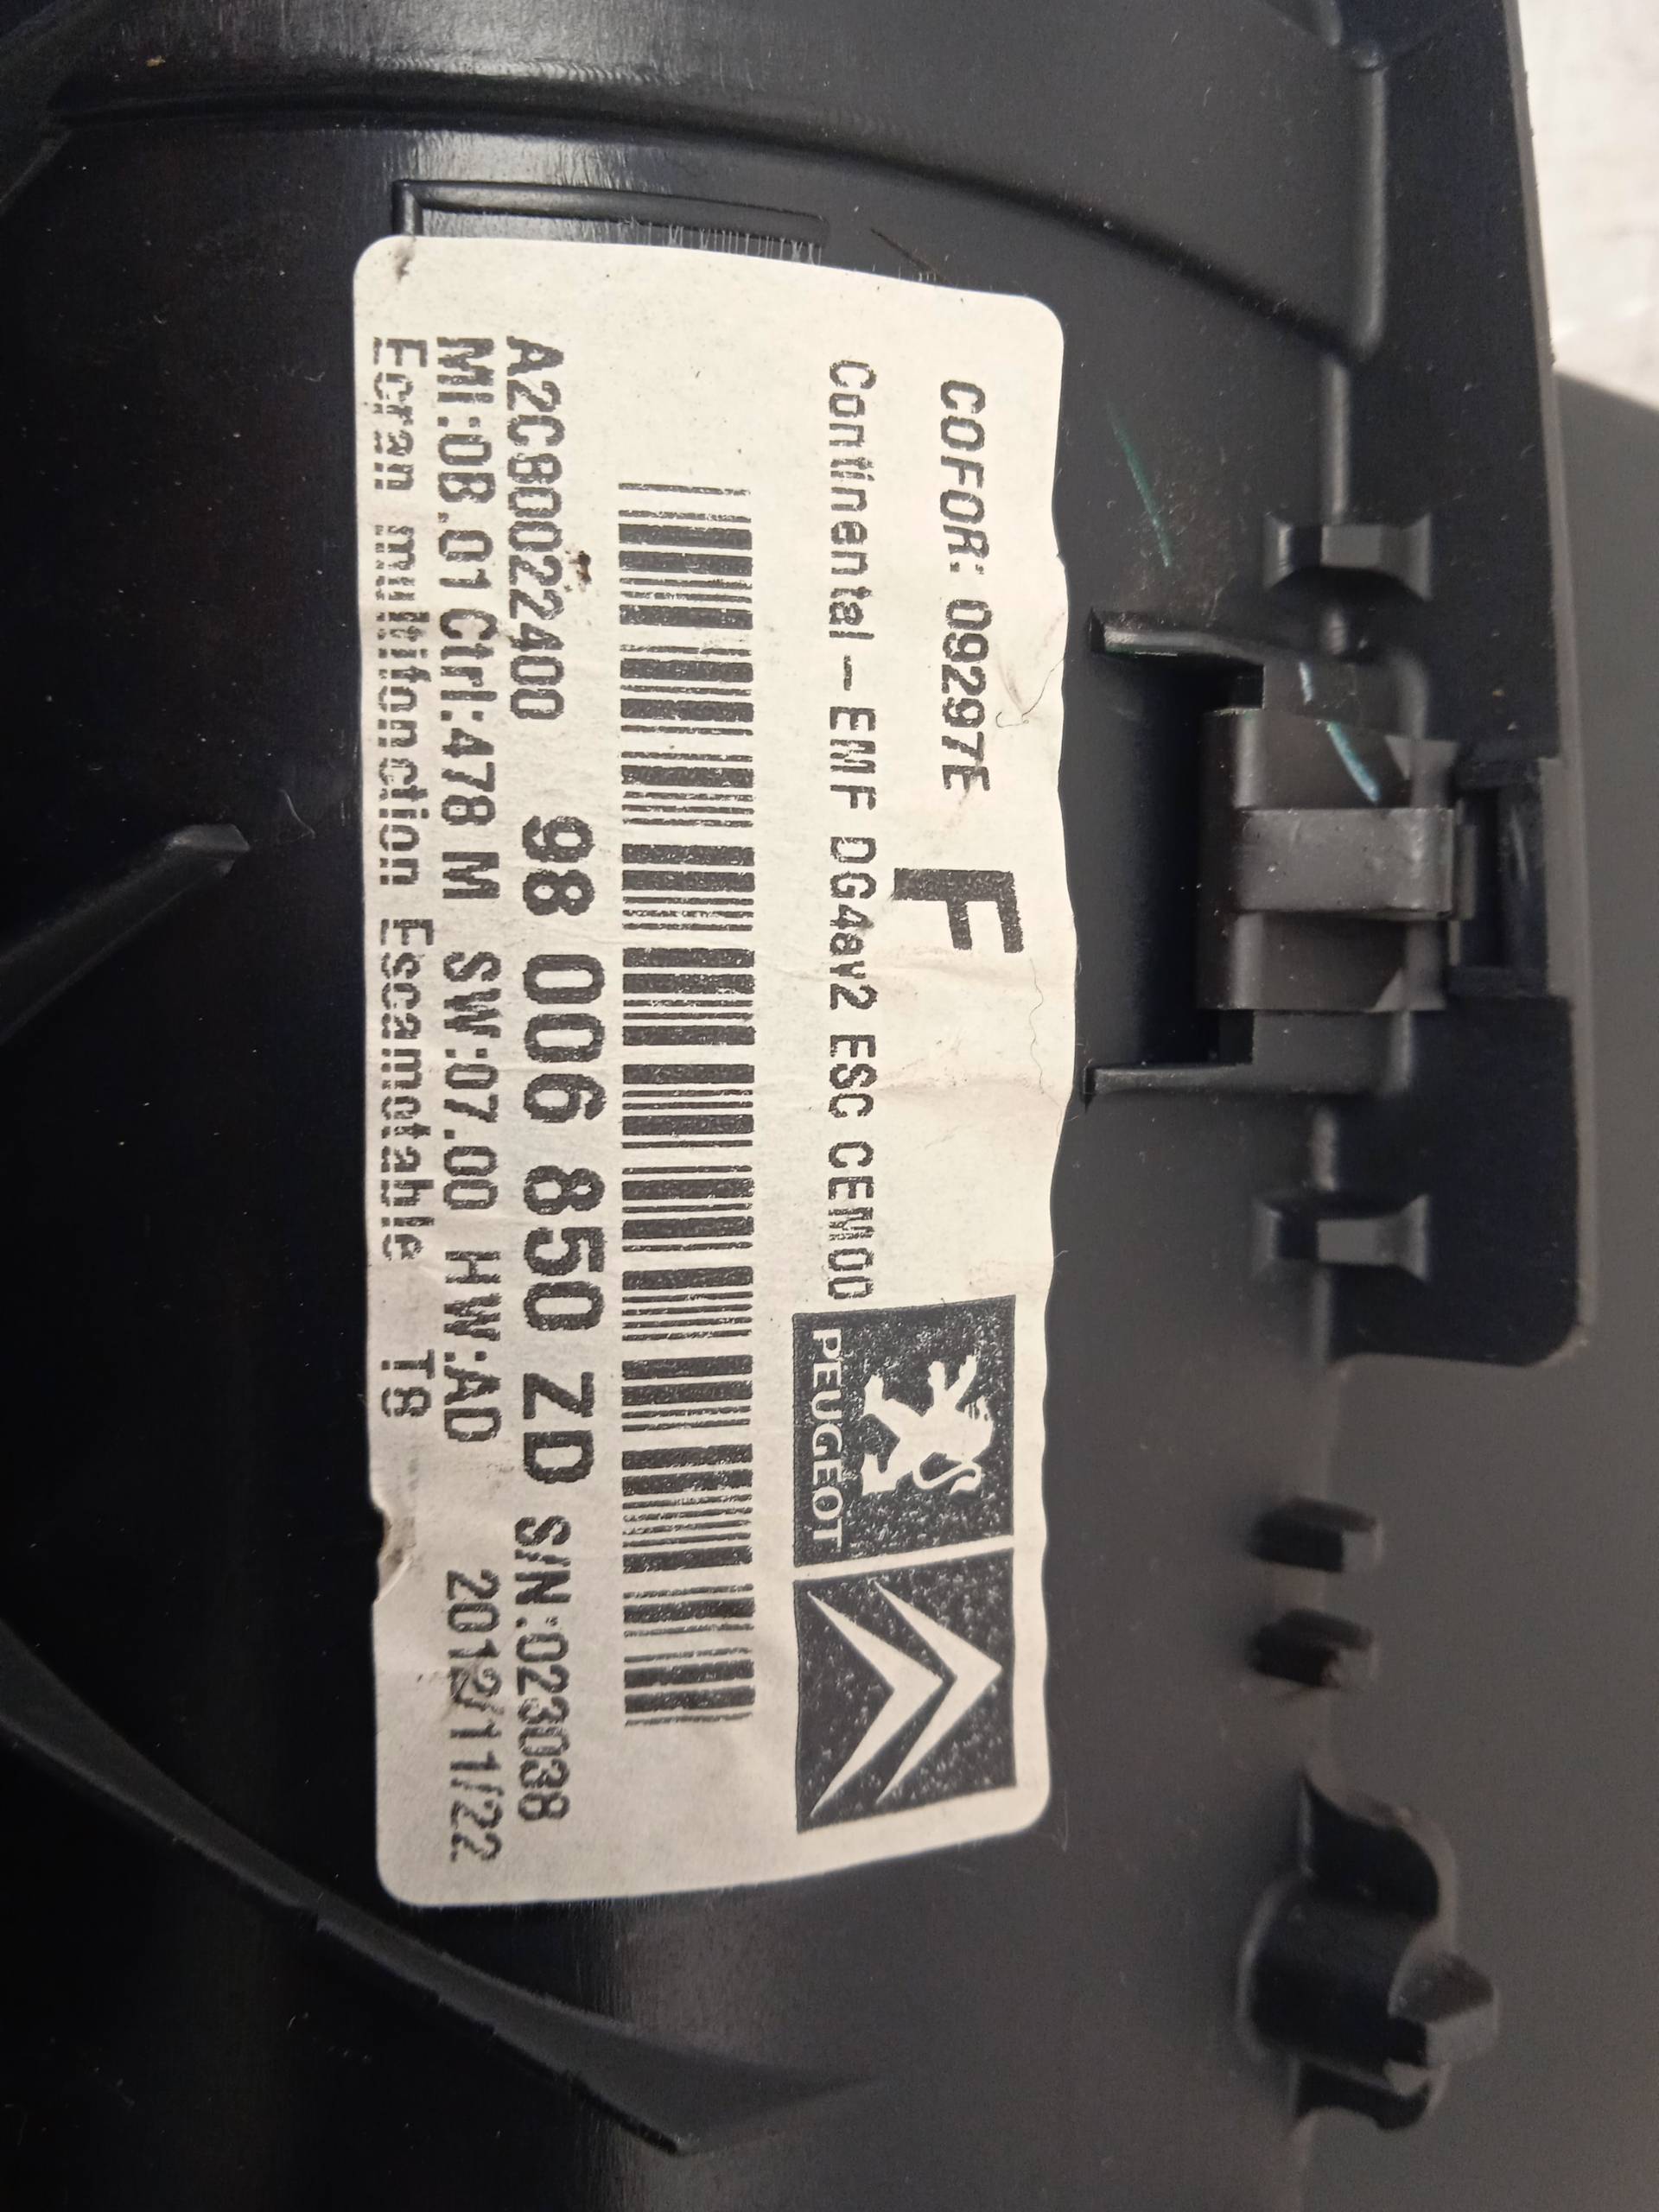 COFOR: 09297E F
Continental - EMF DG4av2 ESC CEM00
PEUGEOT
A2C80022400 98 006 850 ZD S/N:023038
MI:0B.01 Ctrl:478 M SW:07.00 HW:AD 2012/11/22
Ecran multifonction Escamotable T8